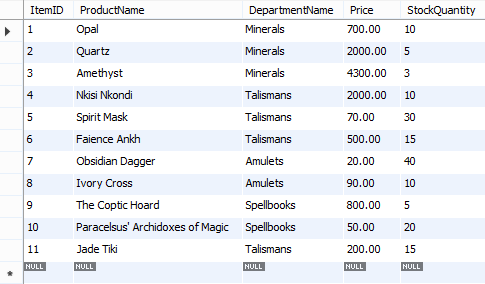 ItemID ProductName DepartmentName Price StockQuantity
1 Opal Minerals 700.00 10
2 Quartz Minerals 2000.00 5
3 Amethyst Minerals 4300.00 3
4 Nkisi Nkondi Talismans 2000.00 10
5 Spirit Mask Talismans 70.00 30
6 Faience Ankh Talismans 500.00 15
7 Obsidian Dagger Amulets 20.00 40
8 Ivory Cross Amulets 90.00 10
9 The Coptic Hoard Spellbooks 800.00 5
10 Paracelsus' Archidoxes of Magic Spellbooks 50.00 20
11 Jade Tiki Talismans 200.00 15
NULL NULL NULL NULL NULL